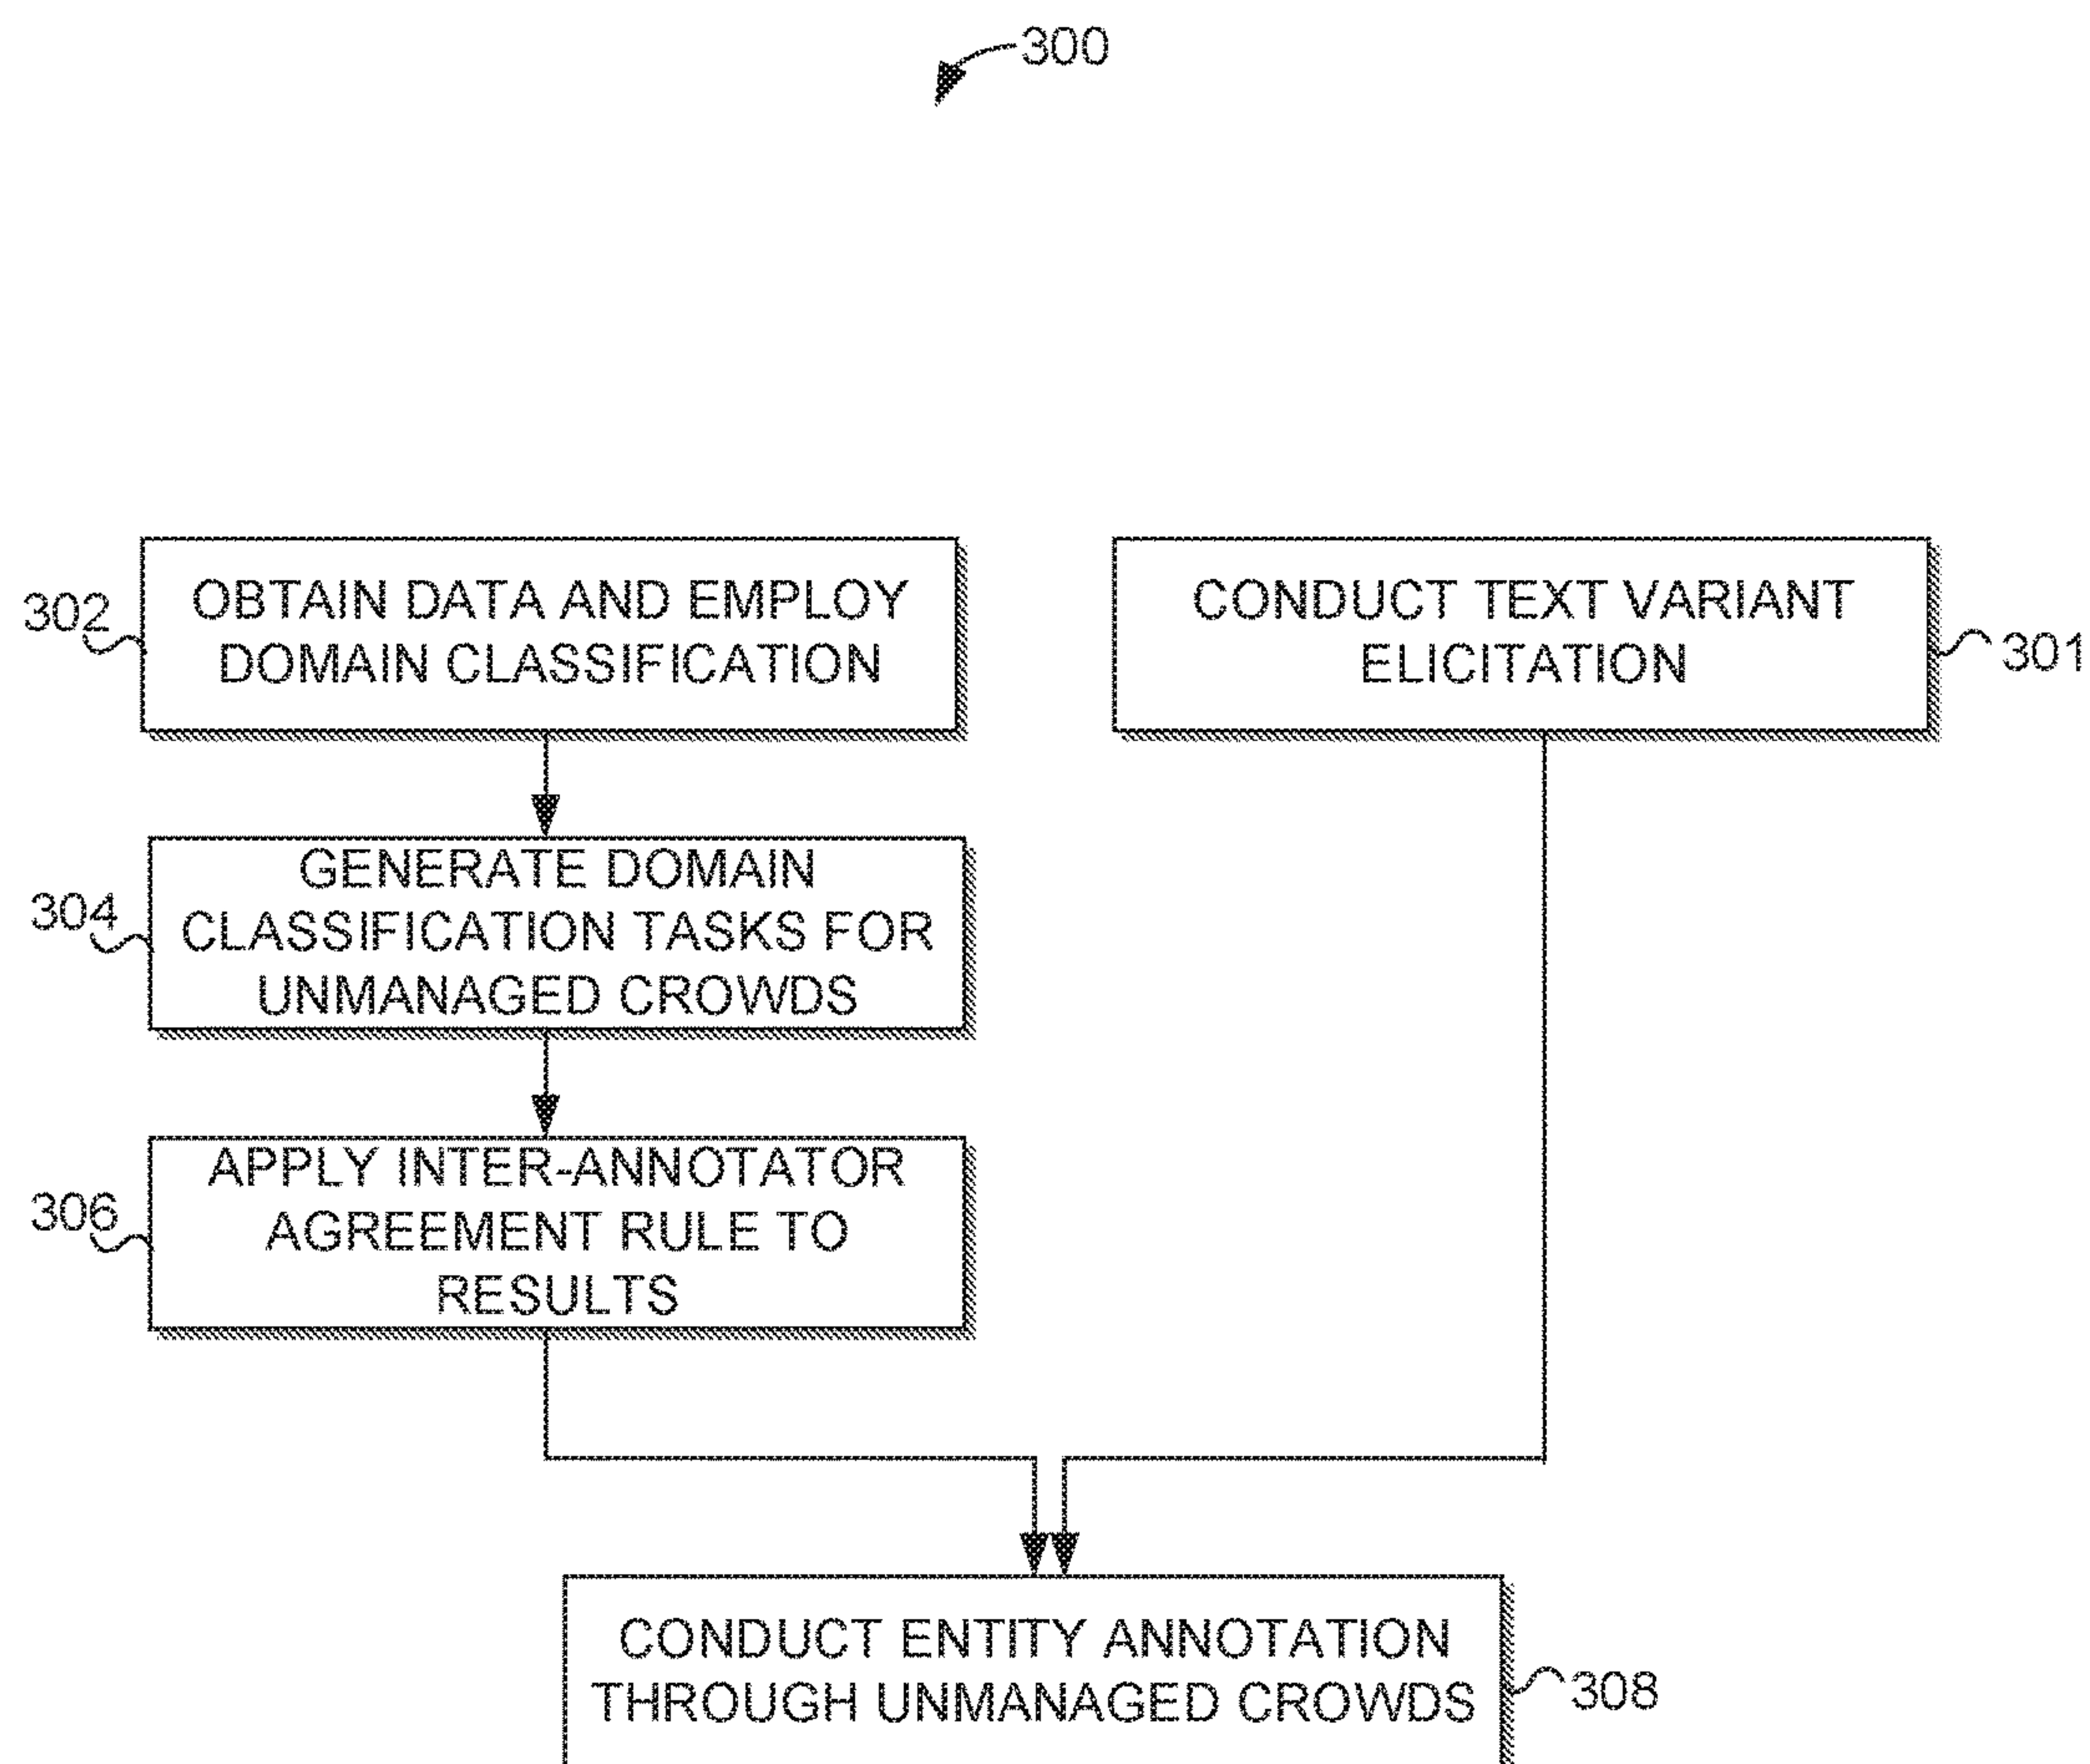 300
302
OBTAIN DATA AND EMPLOY
DOMAIN CLASSIFICATION
CONDUCT TEXT VARIANT
ELICITATION
301
304
GENERATE DOMAIN
CLASSIFICATION TASKS FOR
UNMANAGED CROWDS
306
APPLY INTER-ANNOTATOR
AGREEMENT RULE TO
RESULTS
CONDUCT ENTITY ANNOTATION
THROUGH UNMANAGED CROWDS
308